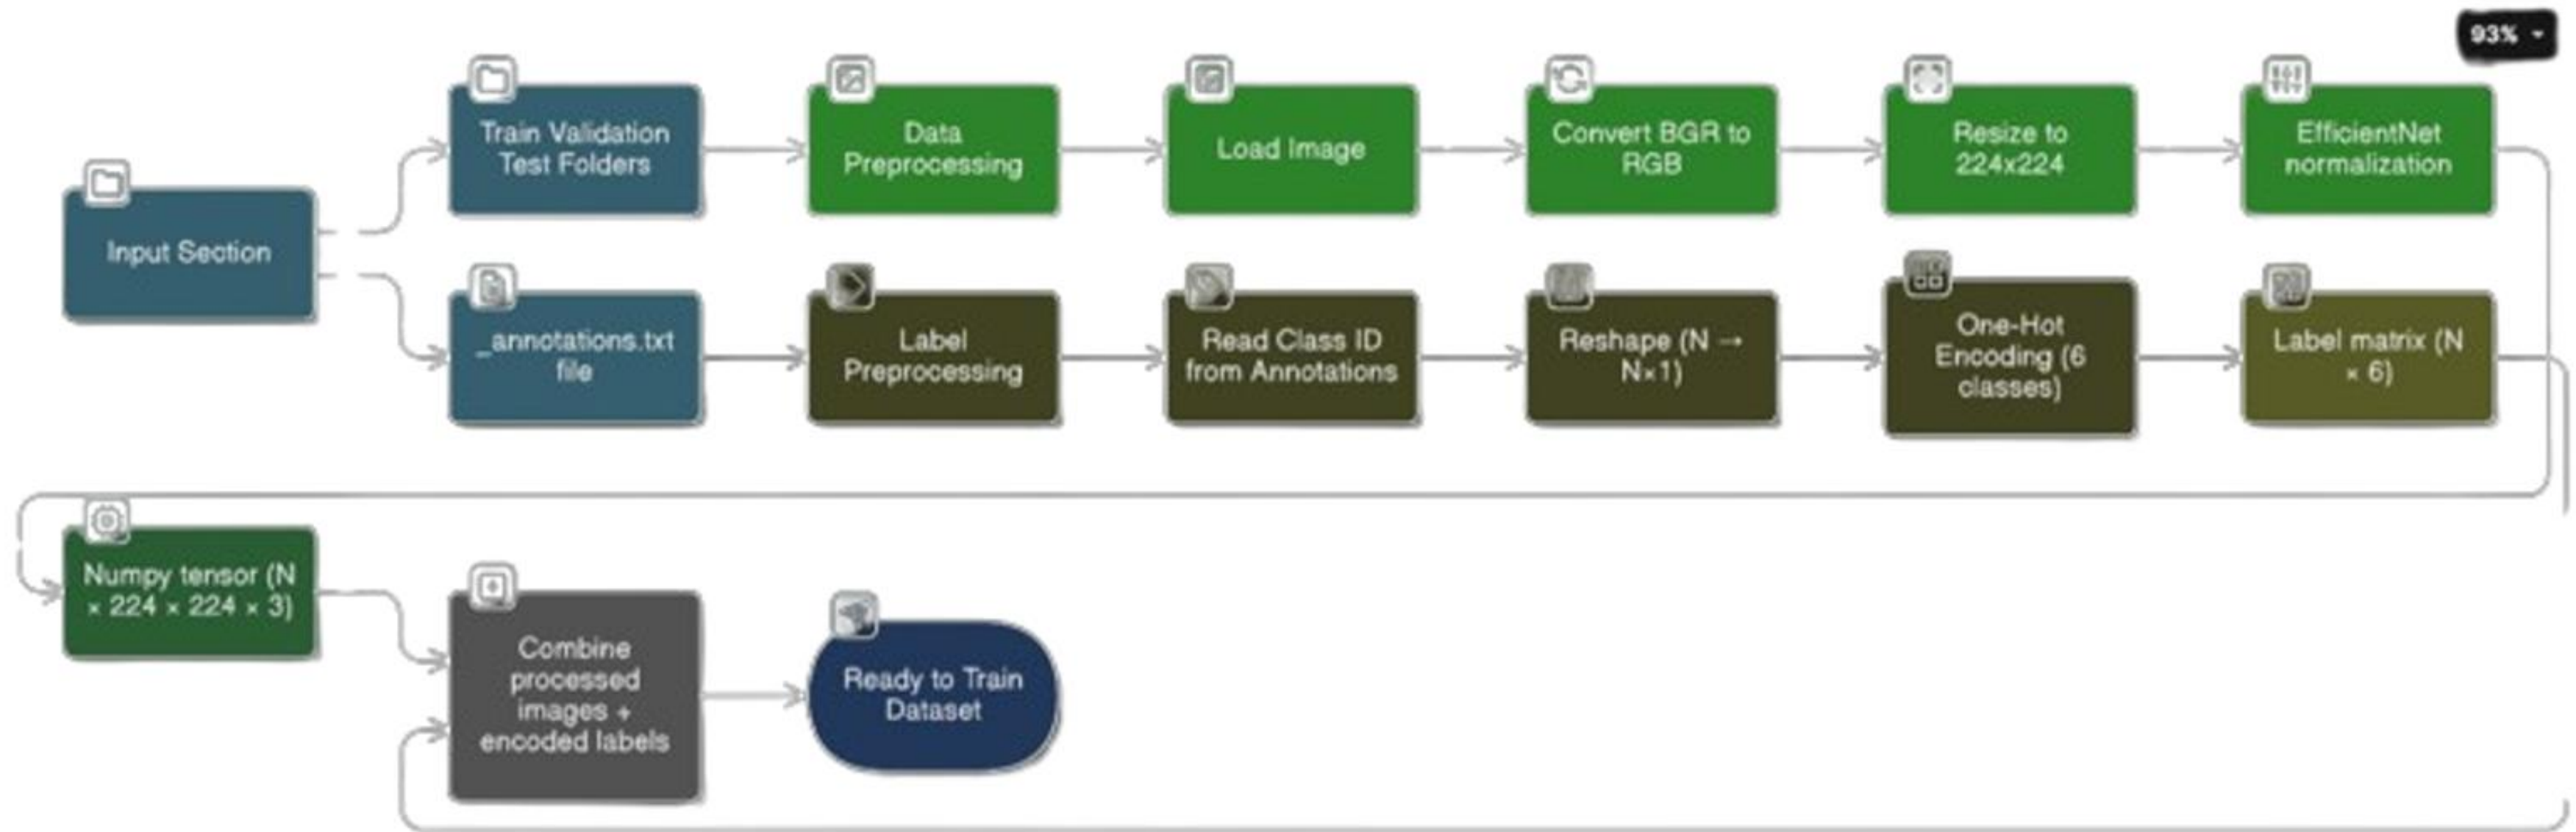 93%
Train Validation
Test Folders
Data
Preprocessing
Load Image
Convert BGR to
RGB
Resize to
224x224
EfficientNet
normalization
Input Section
_annotations.txt
file
Label
Preprocessing
Read Class ID
from Annotations
Reshape (N →
N×1)
One-Hot
Encoding (6
classes)
Label matrix (N
× 6)
Numpy tensor (N
× 224 × 224 × 3)
Combine
processed
images +
encoded labels
Ready to Train
Dataset